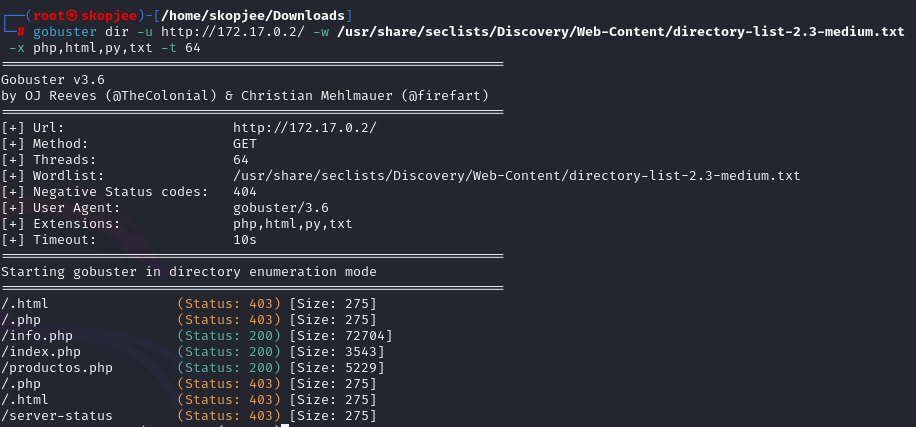 ┌──(root㉿skopjee)-[/home/skopjee/Downloads]
└─# gobuster dir -u http://172.17.0.2/ -w /usr/share/seclists/Discovery/Web-Content/directory-list-2.3-medium.txt
-x php,html,py,txt -t 64
===============================================================
Gobuster v3.6
by OJ Reeves (@TheColonial) & Christian Mehlmauer (@firefart)
===============================================================
[+] Url: http://172.17.0.2/
[+] Method: GET
[+] Threads: 64
[+] Wordlist: /usr/share/seclists/Discovery/Web-Content/directory-list-2.3-medium.txt
[+] Negative Status codes: 404
[+] User Agent: gobuster/3.6
[+] Extensions: php,html,py,txt
[+] Timeout: 10s
===============================================================
Starting gobuster in directory enumeration mode
===============================================================
/.html (Status: 403) [Size: 275]
/.php (Status: 403) [Size: 275]
/info.php (Status: 200) [Size: 72704]
/index.php (Status: 200) [Size: 3543]
/productos.php (Status: 200) [Size: 5229]
/.php (Status: 403) [Size: 275]
/.html (Status: 403) [Size: 275]
/server-status (Status: 403) [Size: 275]